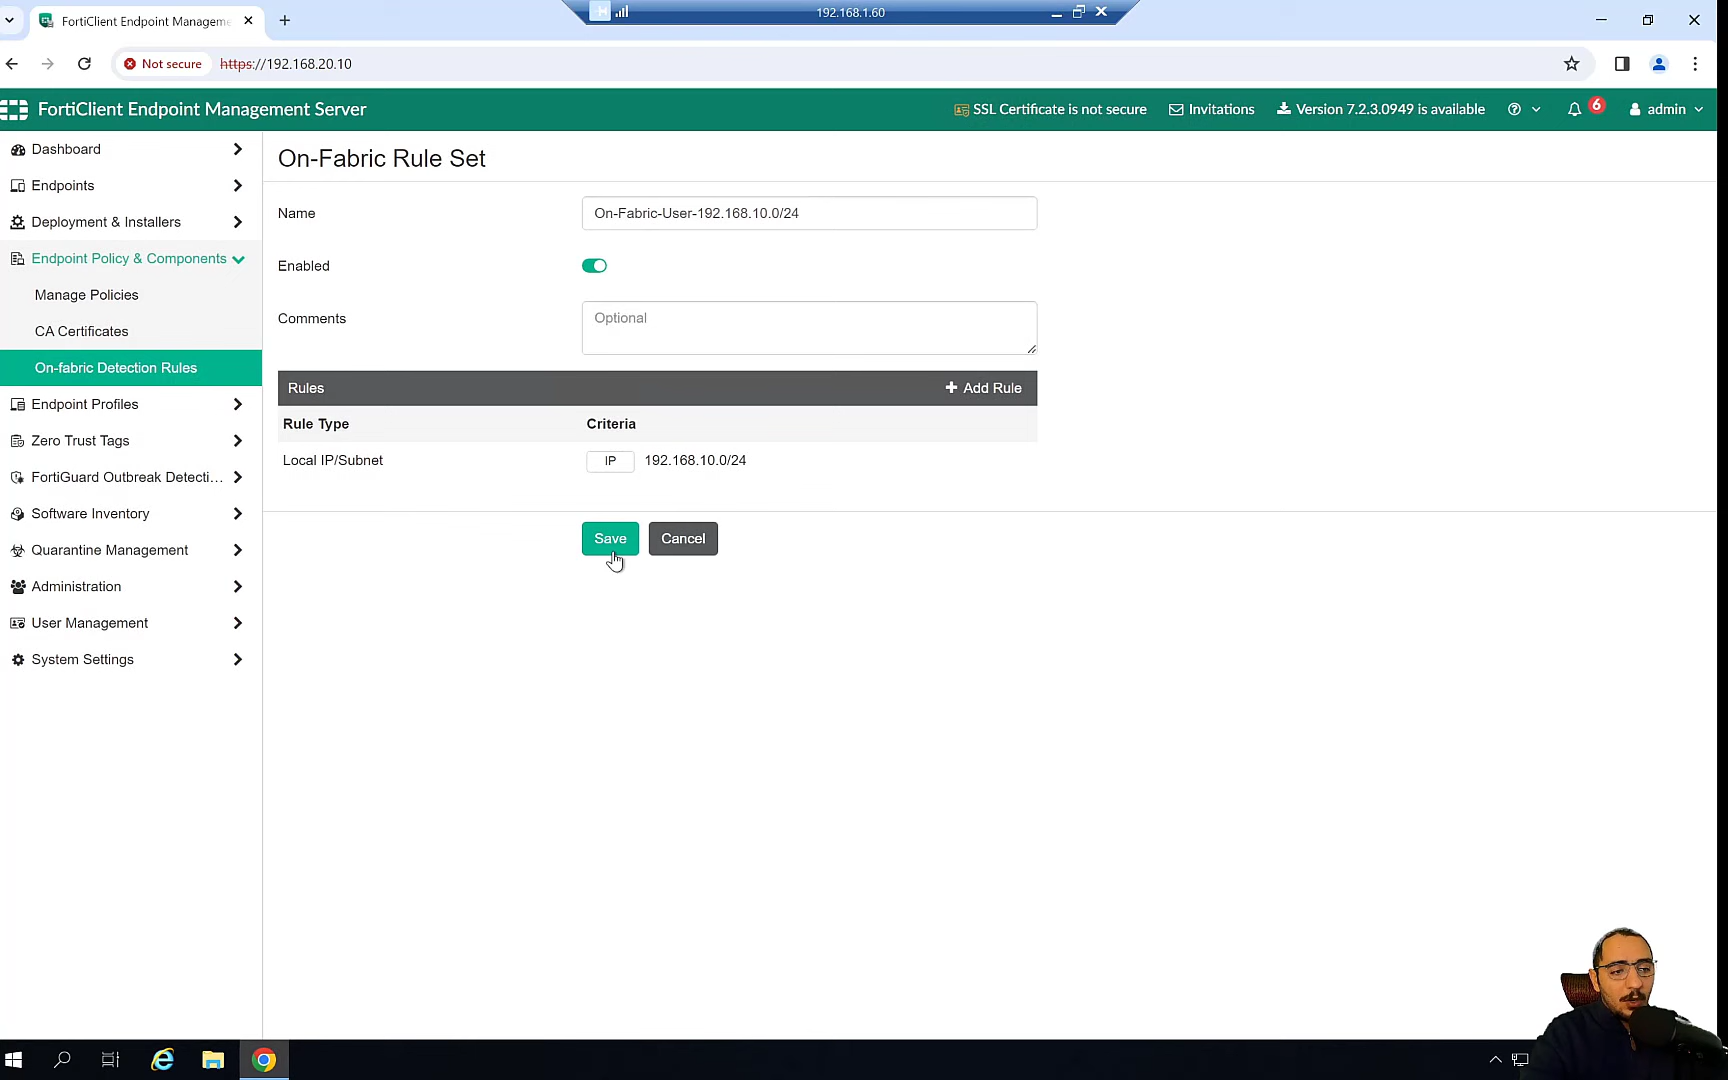 FortiClient Endpoint Manageme
192.168.1.60
Not secure
https://192.168.20.10
FortiClient Endpoint Management Server
SSL Certificate is not secure
Invitations
Version 7.2.3.0949 is available
6
admin
Dashboard
Endpoints
Deployment & Installers
Endpoint Policy & Components
Manage Policies
CA Certificates
On-fabric Detection Rules
Endpoint Profiles
Zero Trust Tags
FortiGuard Outbreak Detecti...
Software Inventory
Quarantine Management
Administration
User Management
System Settings
On-Fabric Rule Set
Name
On-Fabric-User-192.168.10.0/24
Enabled
Comments
Optional
Rules
Add Rule
Rule Type
Criteria
Local IP/Subnet
IP
192.168.10.0/24
Save
Cancel